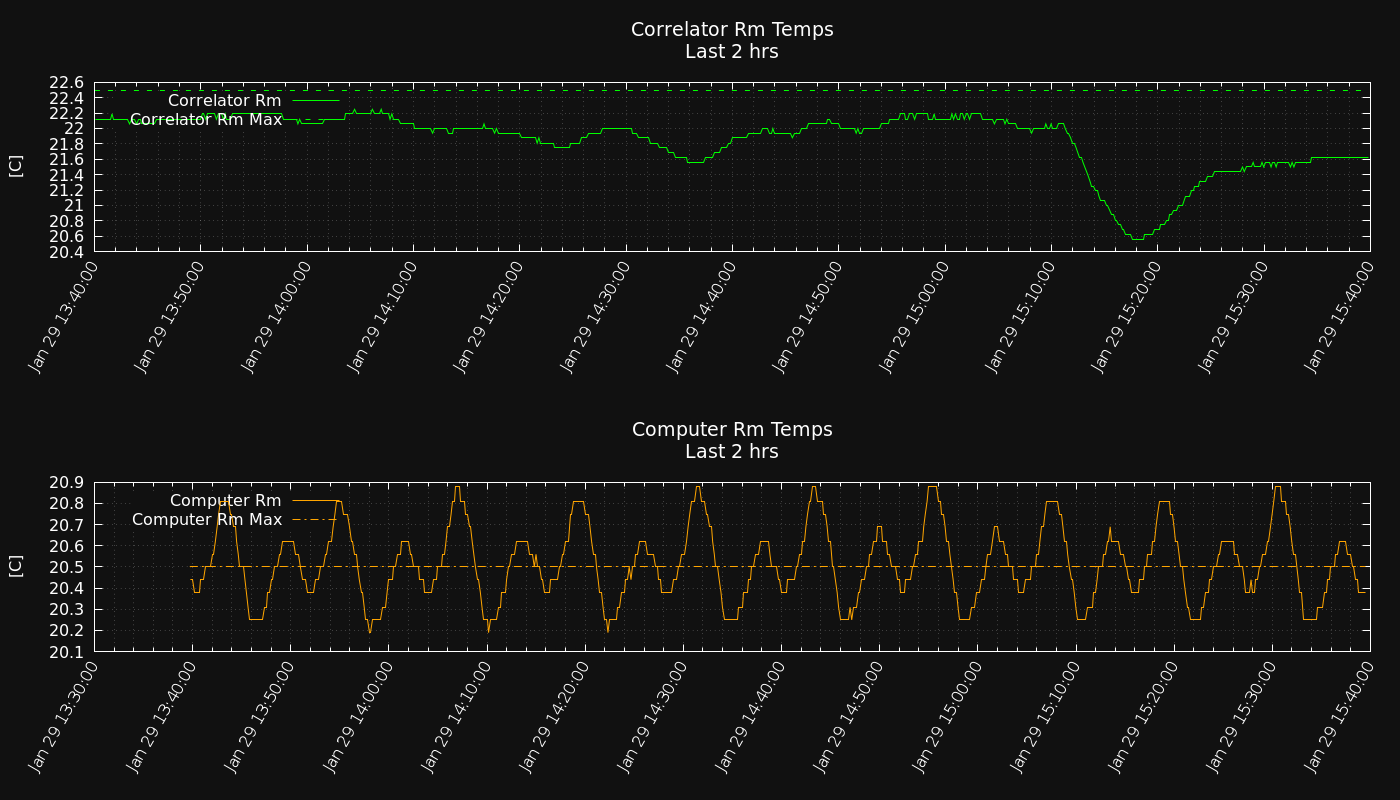 Correlator Rm Temps
Last 2 hrs
22.6
22.4
22.2
22
21.8
21.6
21.4
21.2
21
20.8
20.6
20.4
[C]
Correlator Rm
Correlator Rm Max
Jan 29 13:40:00
Jan 29 13:50:00
Jan 29 14:00:00
Jan 29 14:10:00
Jan 29 14:20:00
Jan 29 14:30:00
Jan 29 14:40:00
Jan 29 14:50:00
Jan 29 15:00:00
Jan 29 15:10:00
Jan 29 15:20:00
Jan 29 15:30:00
Jan 29 15:40:00
Computer Rm Temps
Last 2 hrs
20.9
20.8
20.7
20.6
20.5
20.4
20.3
20.2
20.1
[C]
Computer Rm
Computer Rm Max
Jan 29 13:30:00
Jan 29 13:40:00
Jan 29 13:50:00
Jan 29 14:00:00
Jan 29 14:10:00
Jan 29 14:20:00
Jan 29 14:30:00
Jan 29 14:40:00
Jan 29 14:50:00
Jan 29 15:00:00
Jan 29 15:10:00
Jan 29 15:20:00
Jan 29 15:30:00
Jan 29 15:40:00